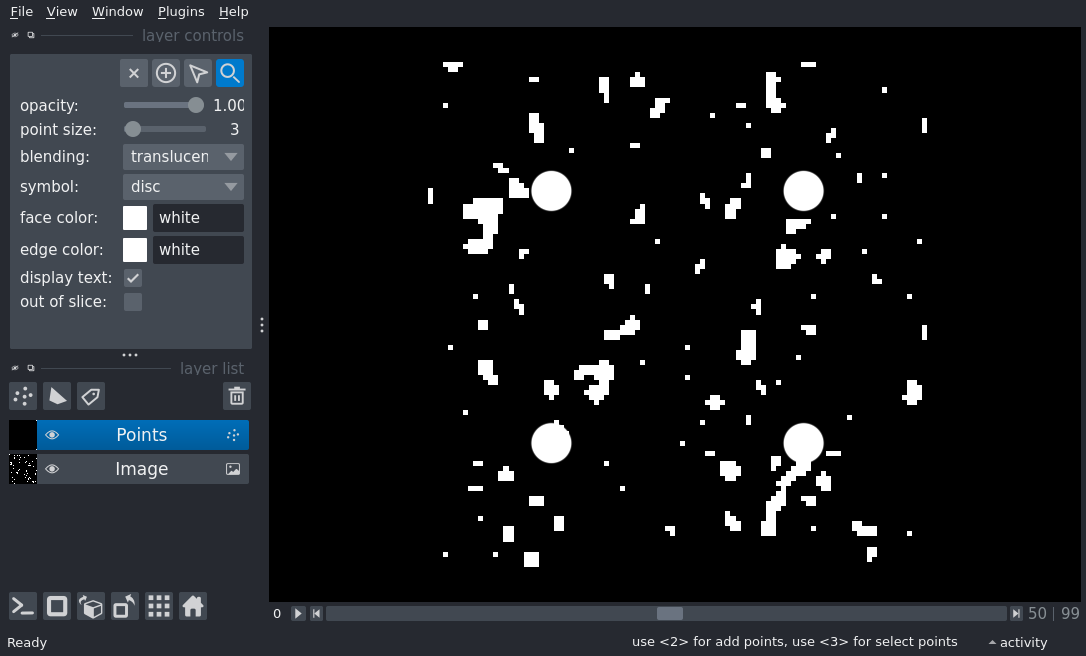 File View Window Plugins Help
layer controls
opacity: 1.00
point size: 3
blending: translucen
symbol: disc
face color: white
edge color: white
display text:
out of slice:
layer list
Points
Image
0 50 99
Ready use <2> for add points, use <3> for select points activity